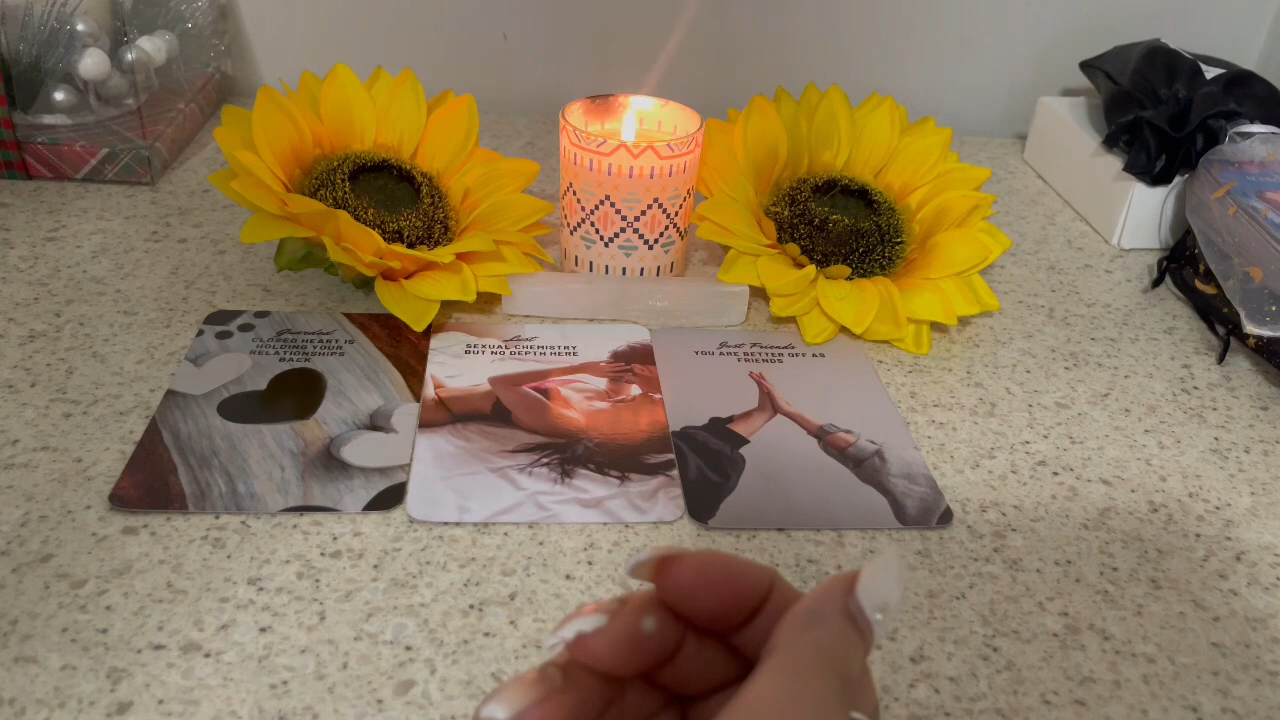 Guarded
CLOSED HEART IS
HOLDING YOUR
RELATIONSHIPS
BACK
Lust
SEXUAL CHEMISTRY
BUT NO DEPTH HERE
Just Friends
YOU ARE BETTER OFF AS
FRIENDS